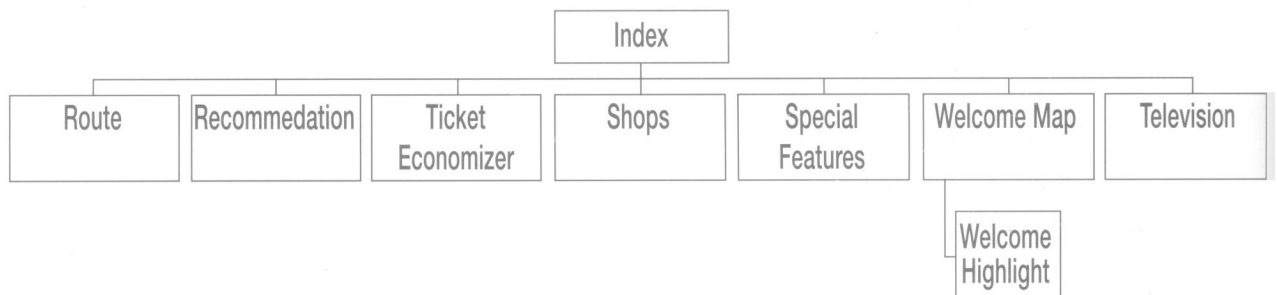 Index
Route
Recommedation
Ticket
Economizer
Shops
Special
Features
Welcome Map
Television
Welcome
Highlight